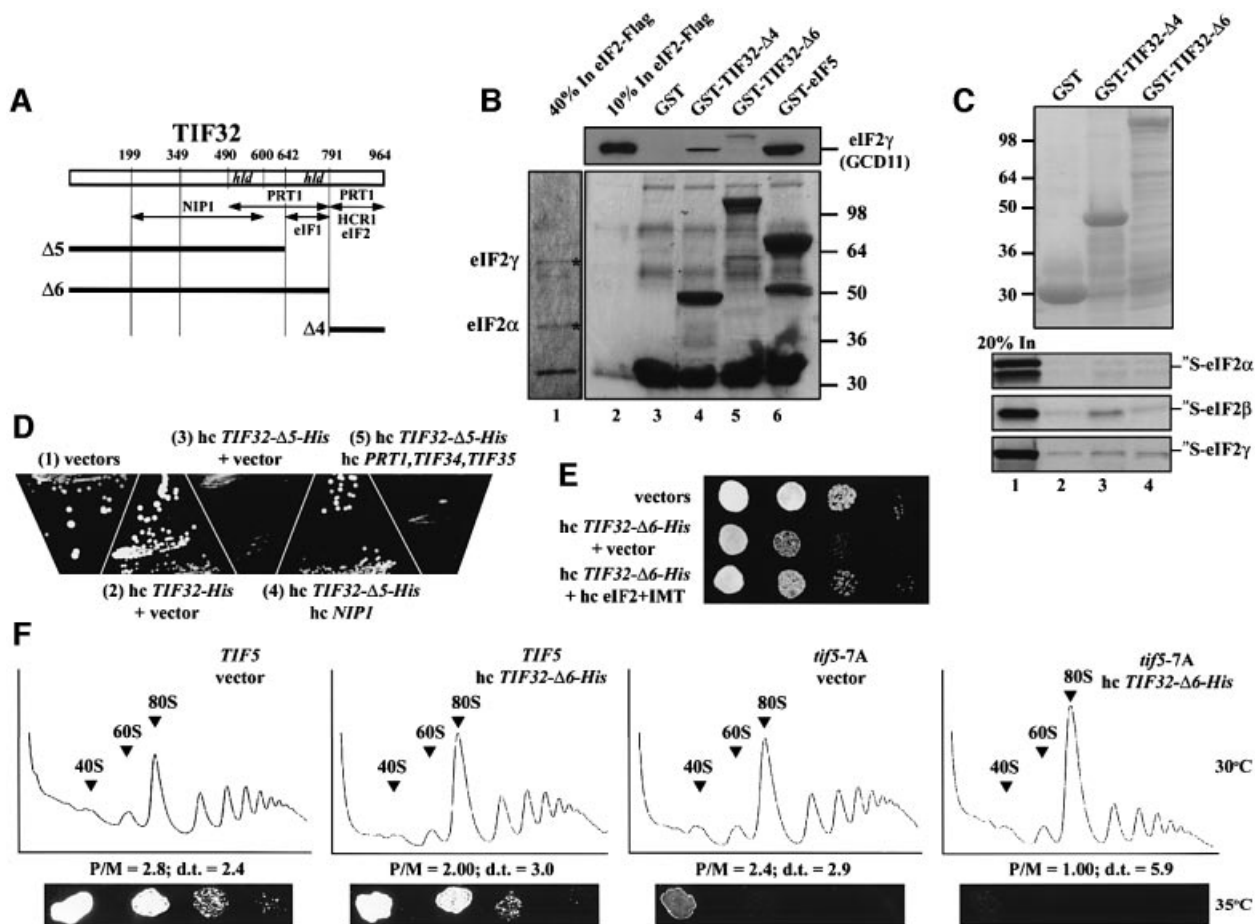 A
TIF32
199 349 490 600 642 791 964
hld hld
PRT1 PRT1
NIP1
HCR1
eIF1 eIF2
Δ5
Δ6
Δ4
B
40% In eIF2-Flag
10% In eIF2-Flag
GST
GST-TIF32-Δ4
GST-TIF32-Δ6
GST-eIF5
eIF2γ
(GCD11)
98
64
50
36
30
eIF2γ
eIF2α
*
*
1 2 3 4 5 6
C
GST
GST-TIF32-Δ4
GST-TIF32-Δ6
98
64
50
36
30
20% In
S-eIF2α
S-eIF2β
S-eIF2γ
1 2 3 4
D
(1) vectors
(3) hc TIF32-Δ5-His
+ vector
(5) hc TIF32-Δ5-His
hc PRT1,TIF34,TIF35
(2) hc TIF32-His
+ vector
(4) hc TIF32-Δ5-His
hc NIP1
E
vectors
hc TIF32-Δ6-His
+ vector
hc TIF32-Δ6-His
+ hc eIF2+IMT
F
TIF5
vector
40S 60S 80S
P/M = 2.8; d.t. = 2.4
TIF5
hc TIF32-Δ6-His
40S 60S 80S
P/M = 2.00; d.t. = 3.0
tif5-7A
vector
40S 60S 80S
P/M = 2.4; d.t. = 2.9
tif5-7A
hc TIF32-Δ6-His
40S 60S 80S
P/M = 1.00; d.t. = 5.9
30°C
35°C